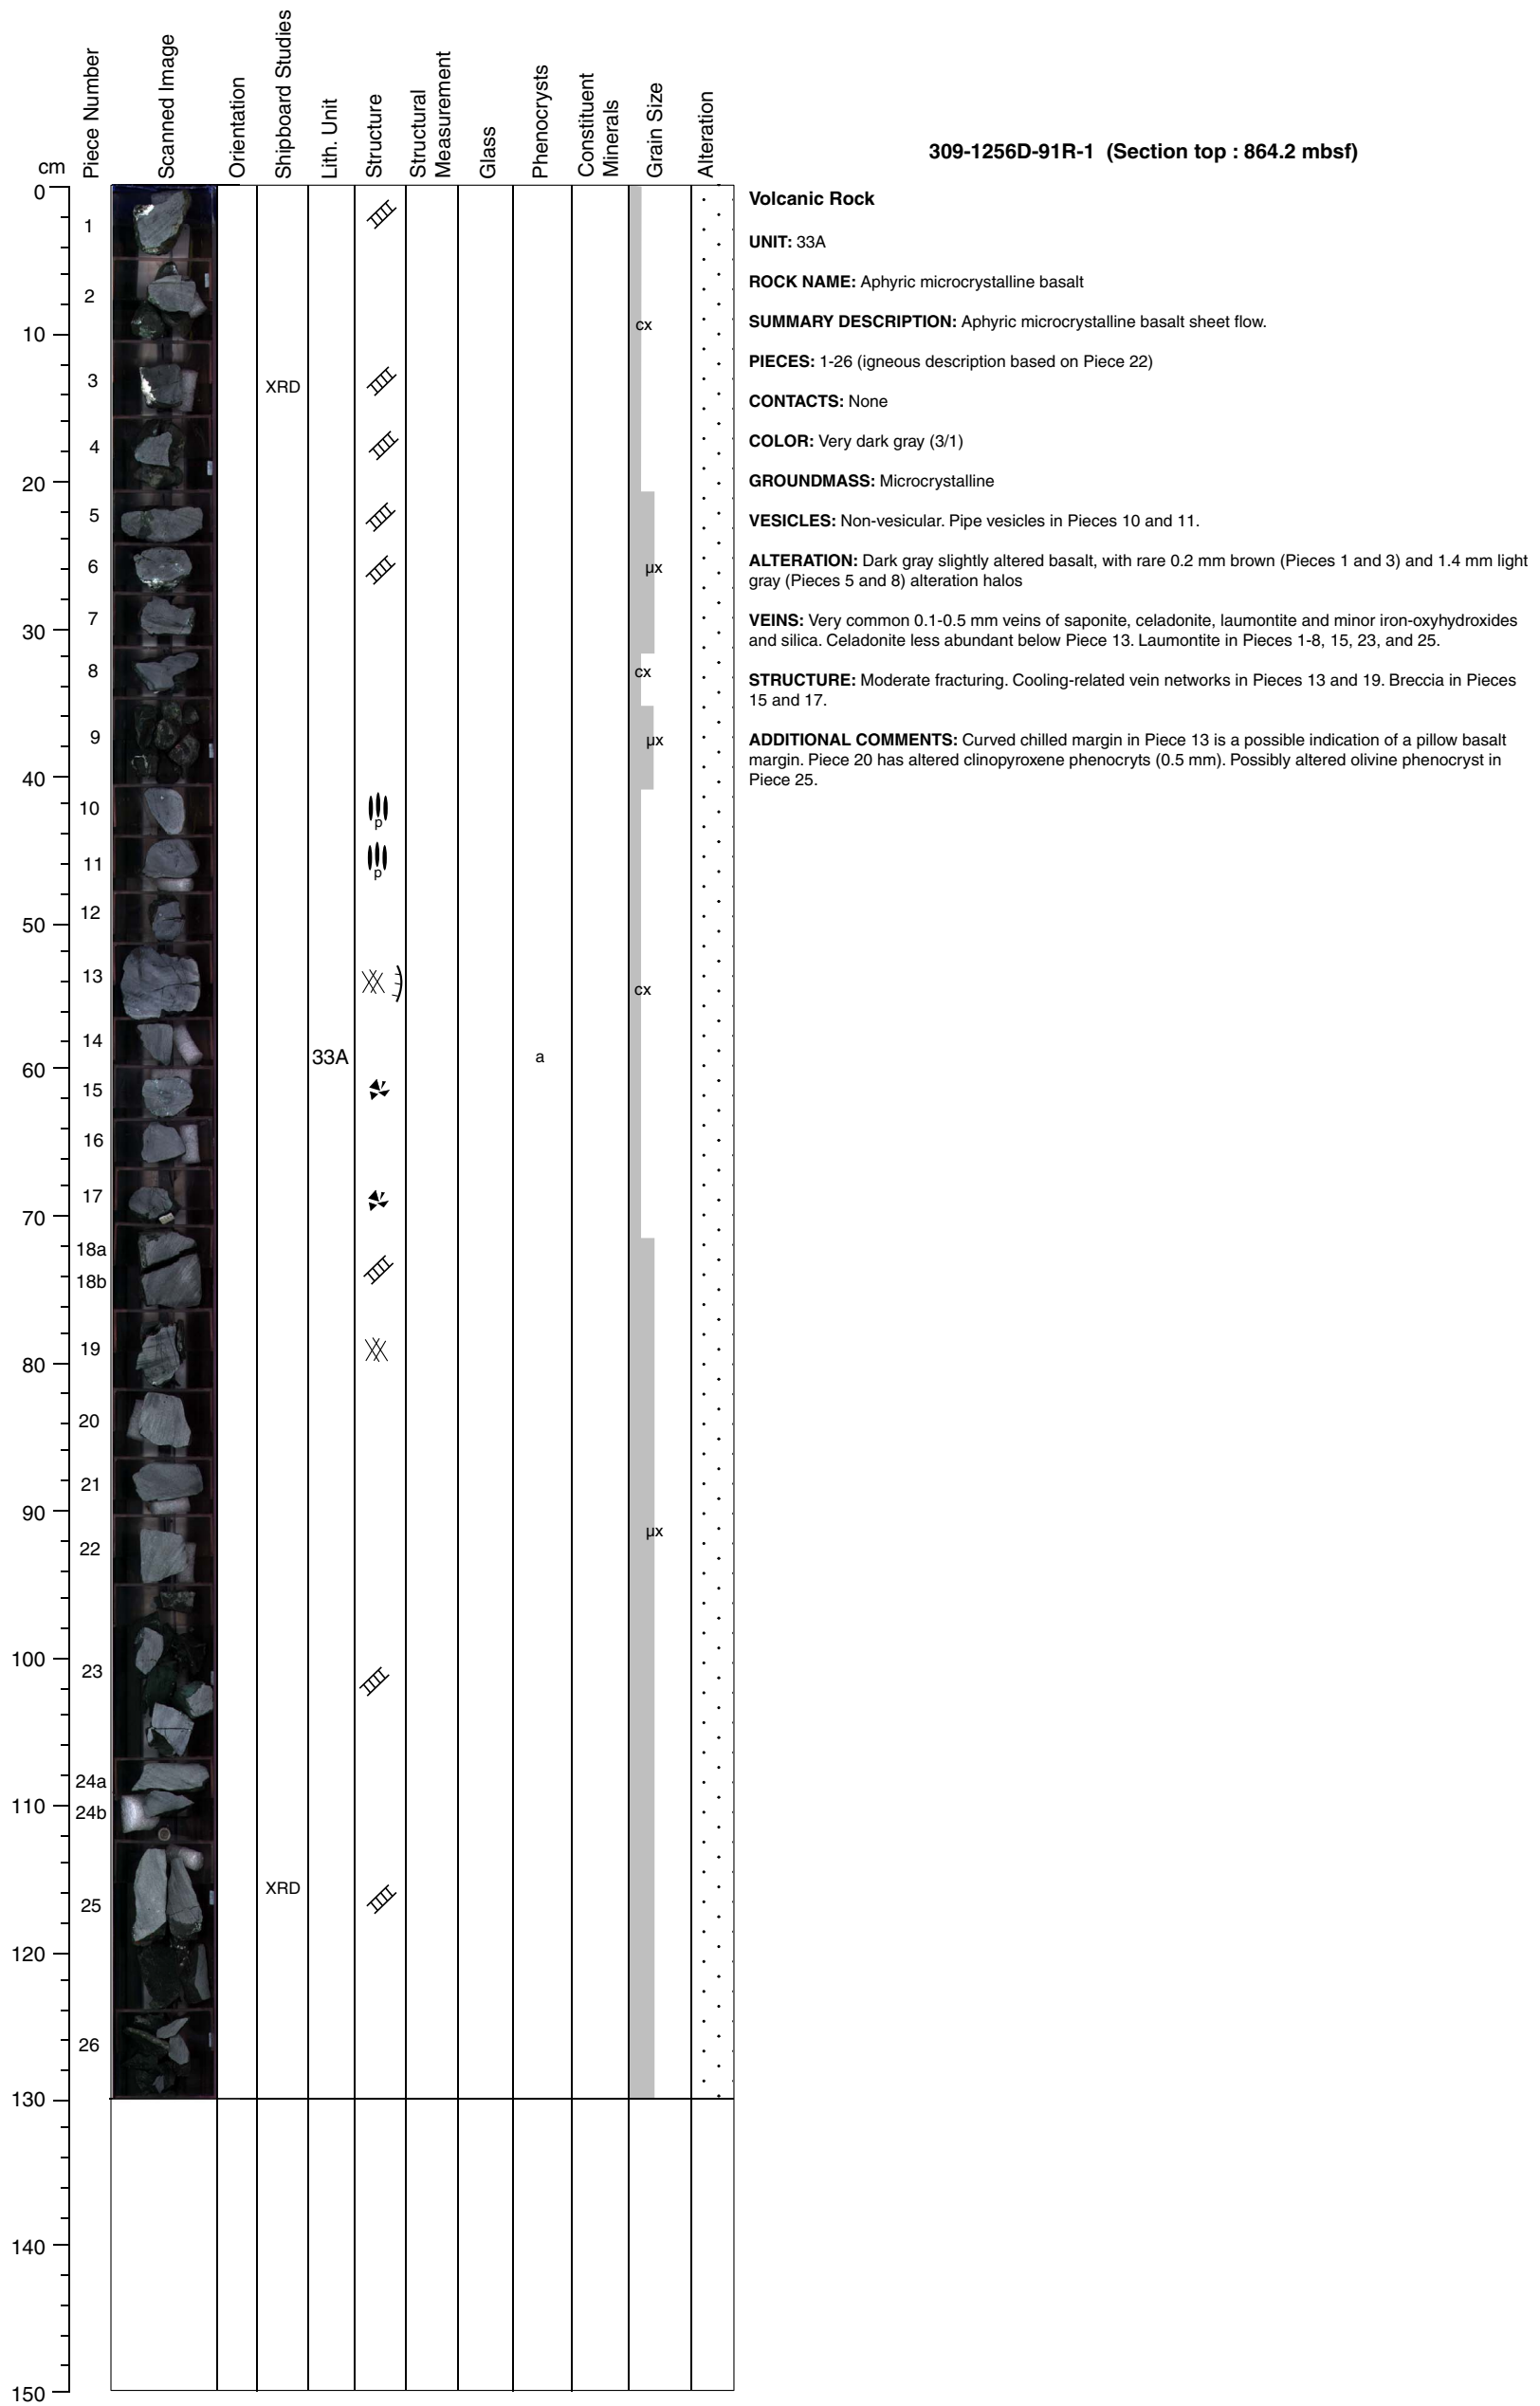 cm
Piece Number
Scanned Image
Orientation
Shipboard Studies
Lith. Unit
Structure
Structural
Measurement
Glass
Phenocrysts
Constituent
Minerals
Grain Size
Alteration
309-1256D-91R-1 (Section top : 864.2 mbsf)
Volcanic Rock
UNIT: 33A
ROCK NAME: Aphyric microcrystalline basalt
SUMMARY DESCRIPTION: Aphyric microcrystalline basalt sheet flow.
PIECES: 1-26 (igneous description based on Piece 22)
CONTACTS: None
COLOR: Very dark gray (3/1)
GROUNDMASS: Microcrystalline
VESICLES: Non-vesicular. Pipe vesicles in Pieces 10 and 11.
ALTERATION: Dark gray slightly altered basalt, with rare 0.2 mm brown (Pieces 1 and 3) and 1.4 mm light
gray (Pieces 5 and 8) alteration halos
VEINS: Very common 0.1-0.5 mm veins of saponite, celadonite, laumontite and minor iron-oxyhydroxides
and silica. Celadonite less abundant below Piece 13. Laumontite in Pieces 1-8, 15, 23, and 25.
STRUCTURE: Moderate fracturing. Cooling-related vein networks in Pieces 13 and 19. Breccia in Pieces
15 and 17.
ADDITIONAL COMMENTS: Curved chilled margin in Piece 13 is a possible indication of a pillow basalt
margin. Piece 20 has altered clinopyroxene phenocryts (0.5 mm). Possibly altered olivine phenocryst in
Piece 25.
0
1
2
10
cx
3
XRD
4
20
5
6
µx
7
30
8
cx
9
µx
40
10
p
11
p
12
50
13
cx
14
33A
a
60
15
16
17
70
18a
18b
19
80
20
21
90
µx
22
100
23
24a
110
24b
XRD
25
120
26
130
140
150